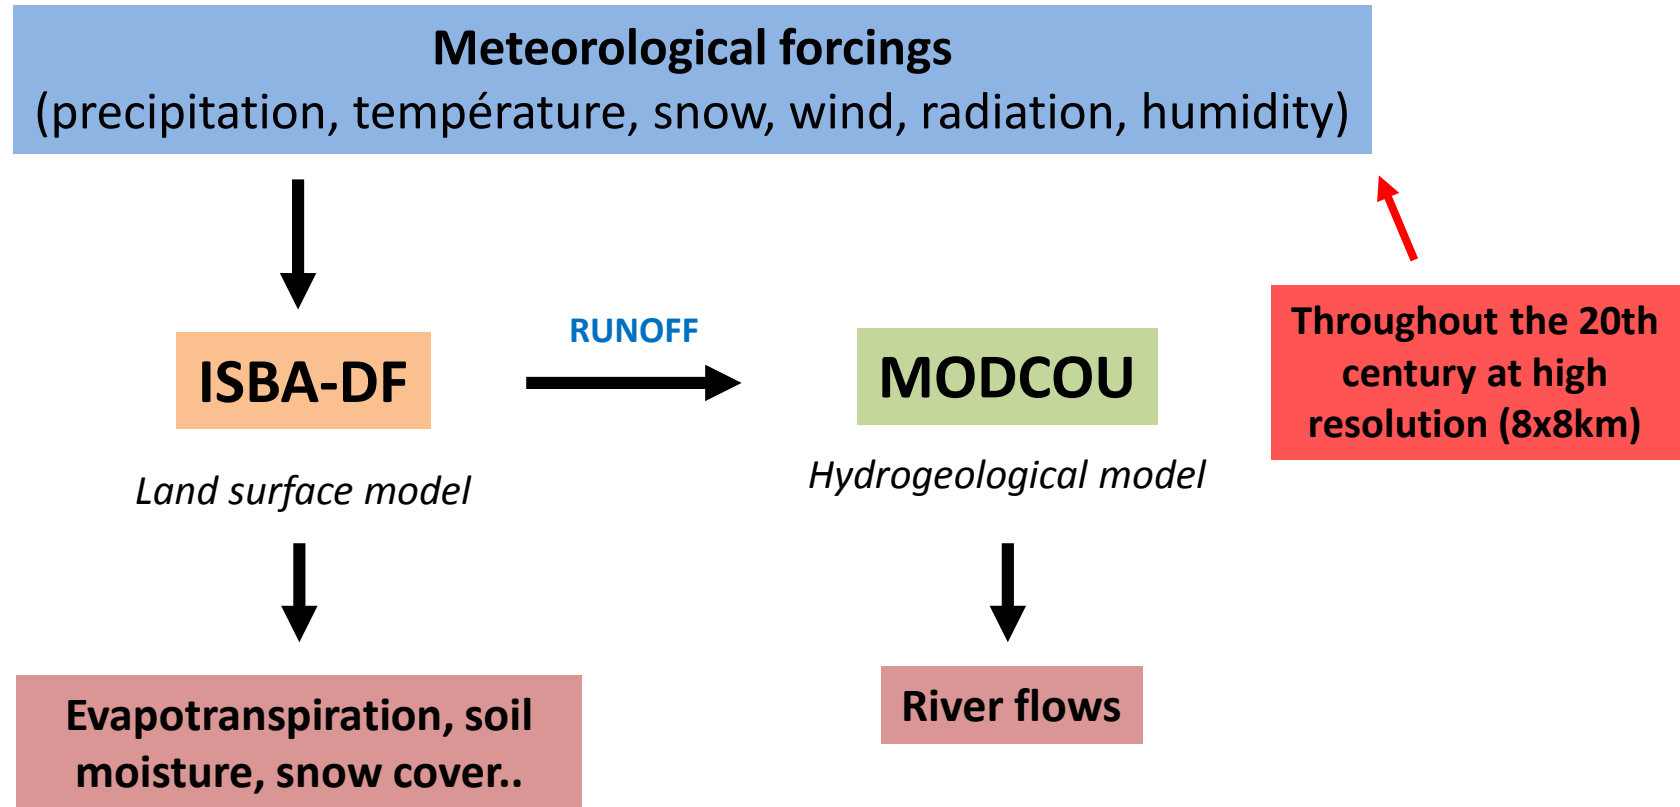 Meteorological forcings
(precipitation, température, snow, wind, radiation, humidity)
RUNOFF
ISBA-DF
MODCOU
Throughout the 20th
century at high
resolution (8x8km)
Land surface model
Hydrogeological model
Evapotranspiration, soil
moisture, snow cover..
River flows